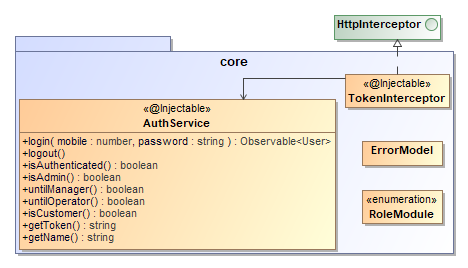 HttpInterceptor
core
«@Injectable»
TokenInterceptor
«@Injectable»
AuthService
+login( mobile : number, password : string ) : Observable<User>
+logout()
+isAuthenticated() : boolean
+isAdmin() : boolean
+untilManager() : boolean
+untilOperator() : boolean
+isCustomer() : boolean
+getToken() : string
+getName() : string
ErrorModel
«enumeration»
RoleModule